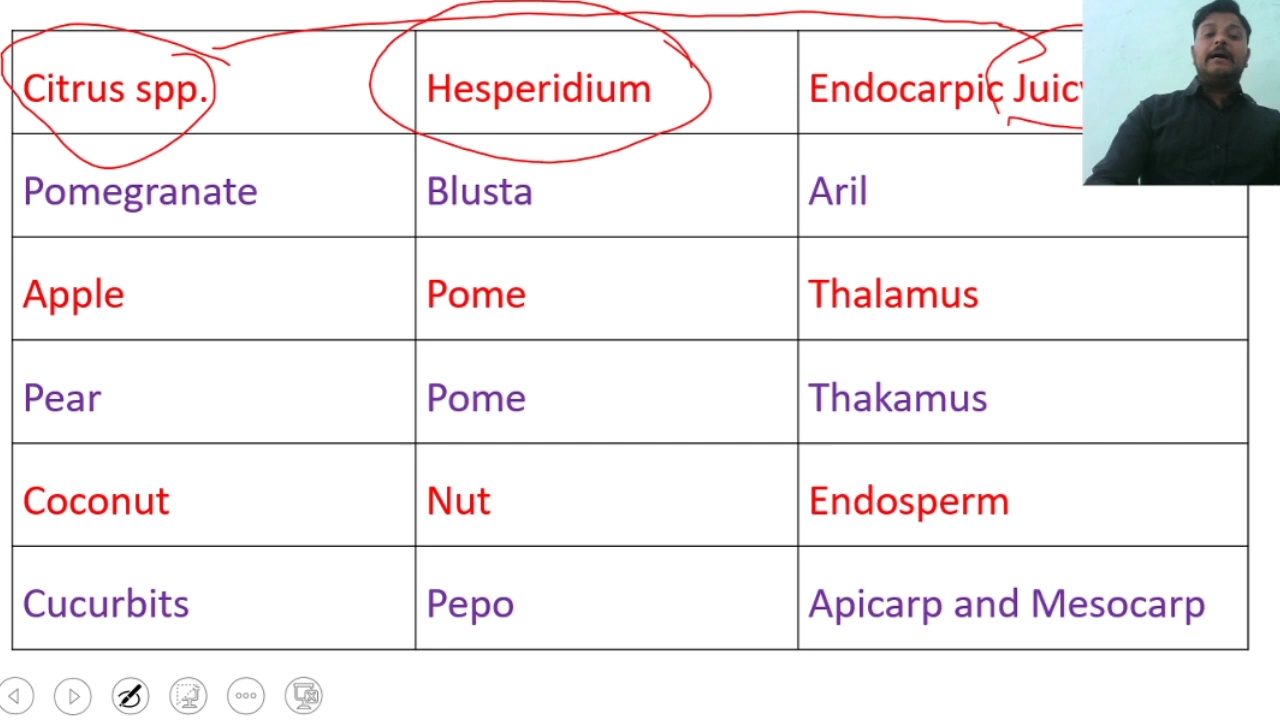 Citrus spp. Hesperidium Endocarpic
Pomegranate Blusta Aril
Apple Pome Thalamus
Pear Pome Thakamus
Coconut Nut Endosperm
Cucurbits Pepo Apicarp and Mesocarp